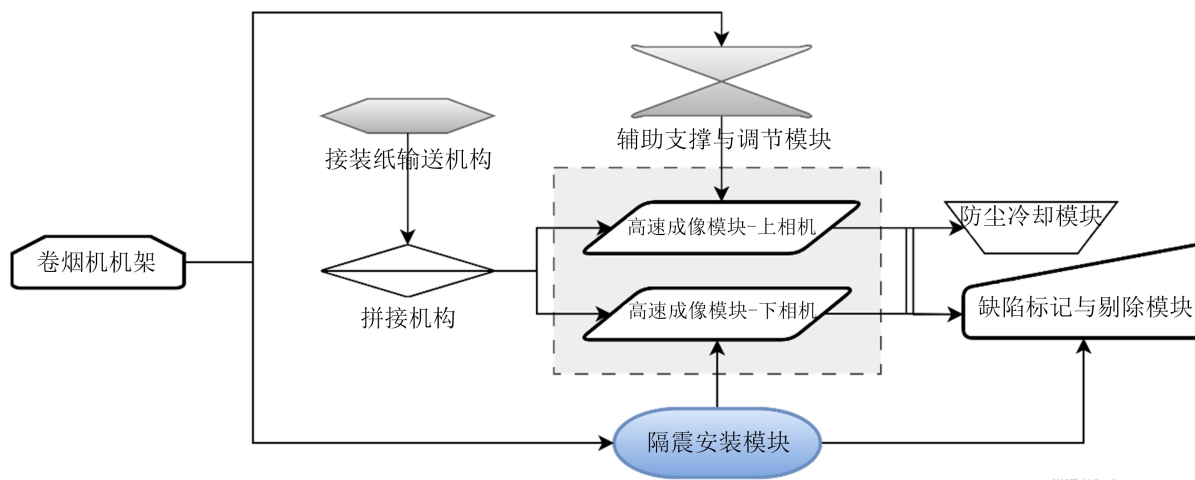 辅助支撑与调节模块
接装纸输送机构
防尘冷却模块
高速成像模块-上相机
卷烟机机架
拼接机构
高速成像模块-下相机
缺陷标记与剔除模块
隔震安装模块